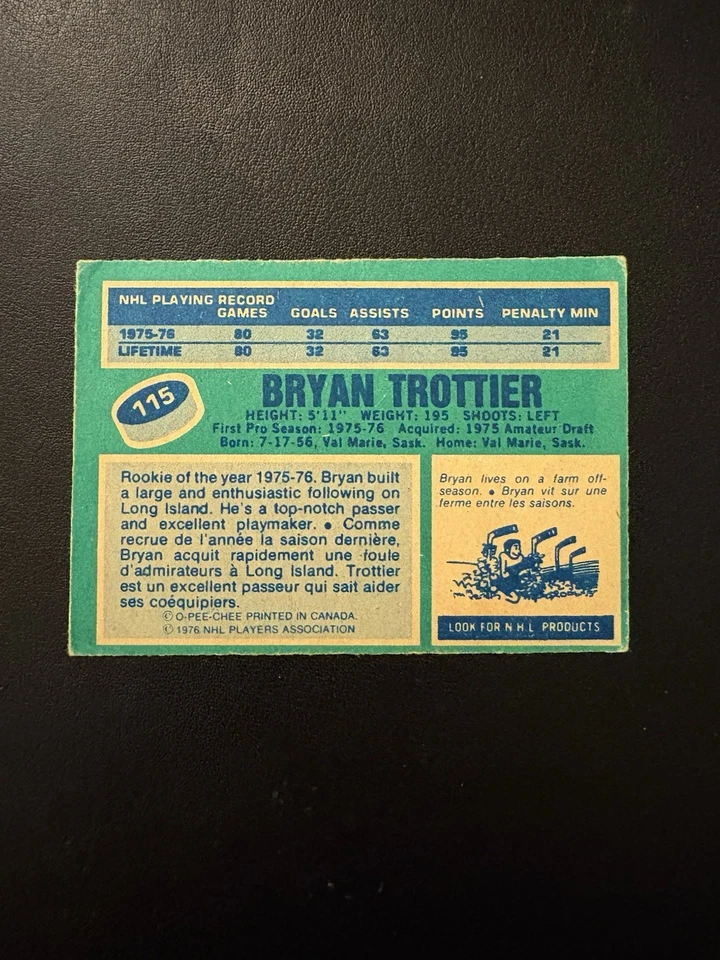 NHL PLAYING RECORD
GAMES GOALS ASSISTS POINTS PENALTY MIN
1975-76 80 32 63 95 21
LIFETIME 80 32 63 95 21
115
BRYAN TROTTIER
HEIGHT: 5'11" WEIGHT: 195 SHOOTS: LEFT
First Pro Season: 1975-76 Acquired: 1975 Amateur Draft
Born: 7-17-56, Val Marie, Sask. Home: Val Marie, Sask.
Rookie of the year 1975-76. Bryan built
a large and enthusiastic following on
Long Island. He's a top-notch passer
and excellent playmaker. • Comme
recrue de l'année la saison dernière,
Bryan acquit rapidement une foule
d'admirateurs à Long Island. Trottier
est un excellent passeur qui sait aider
ses coéquipiers.
© O-PEE-CHEE PRINTED IN CANADA.
© 1976 NHL PLAYERS ASSOCIATION
Bryan lives on a farm off-
season. • Bryan vit sur une
ferme entre les saisons.
LOOK FOR N H L PRODUCTS